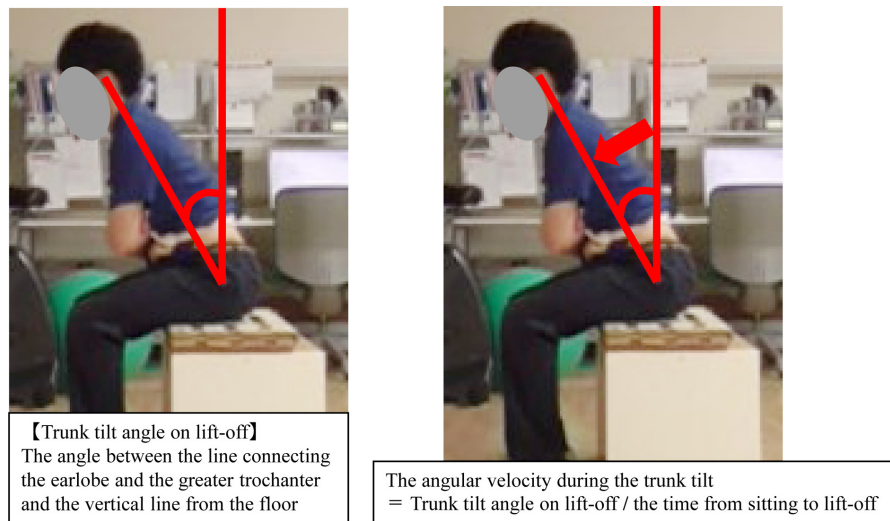 【Trunk tilt angle on lift-off】
The angle between the line connecting
the earlobe and the greater trochanter
and the vertical line from the floor
The angular velocity during the trunk tilt
= Trunk tilt angle on lift-off / the time from sitting to lift-off